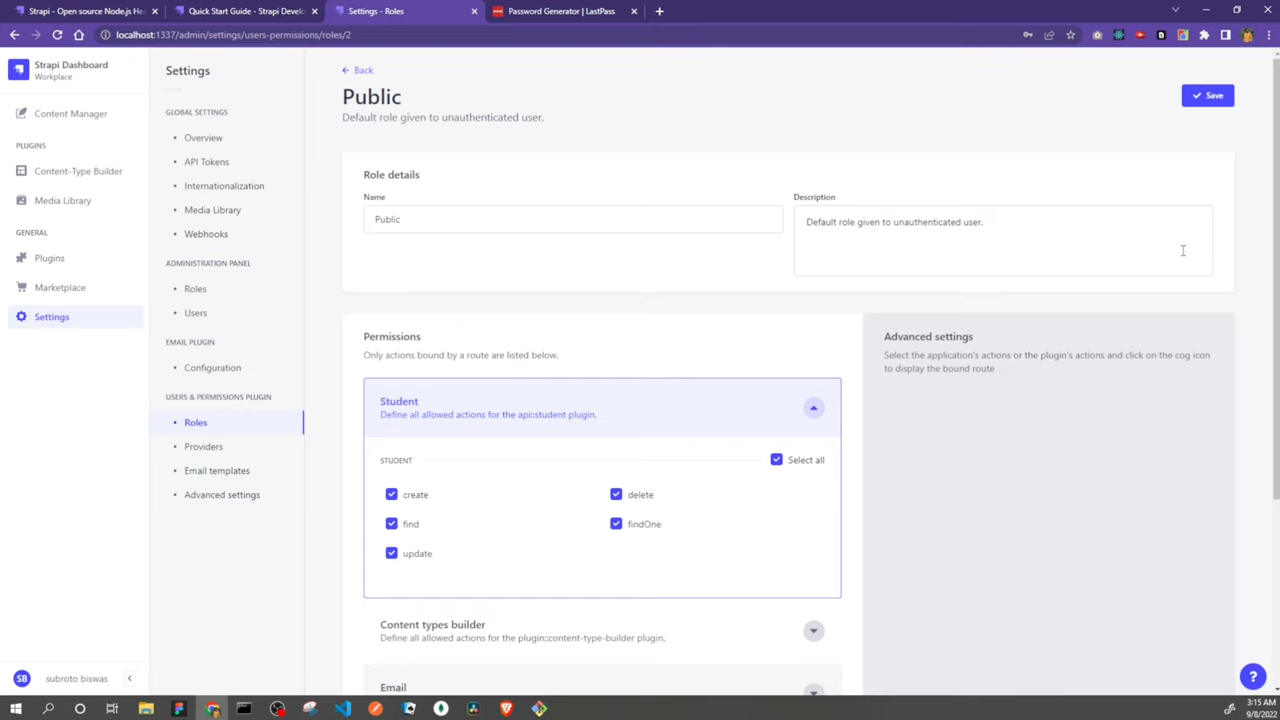 Strapi - Open source Node.js He
Quick Start Guide - Strapi Develo
Settings - Roles
Password Generator | LastPass
localhost:1337/admin/settings/users-permissions/roles/2
Strapi Dashboard
Workplace
Content Manager
PLUGINS
Content-Type Builder
Media Library
GENERAL
Plugins
Marketplace
Settings
SB
subroto biswas
Settings
GLOBAL SETTINGS
Overview
API Tokens
Internationalization
Media Library
Webhooks
ADMINISTRATION PANEL
Roles
Users
EMAIL PLUGIN
Configuration
USERS & PERMISSIONS PLUGIN
Roles
Providers
Email templates
Advanced settings
Back
Public
Default role given to unauthenticated user.
Save
Role details
Name
Public
Description
Default role given to unauthenticated user.
Permissions
Only actions bound by a route are listed below.
Student
Define all allowed actions for the api::student plugin.
STUDENT
Select all
create
delete
find
findOne
update
Content types builder
Define all allowed actions for the plugin::content-type-builder plugin.
Email
Advanced settings
Select the application's actions or the plugin's actions and click on the cog icon
to display the bound route
?
3:15 AM
9/8/2022